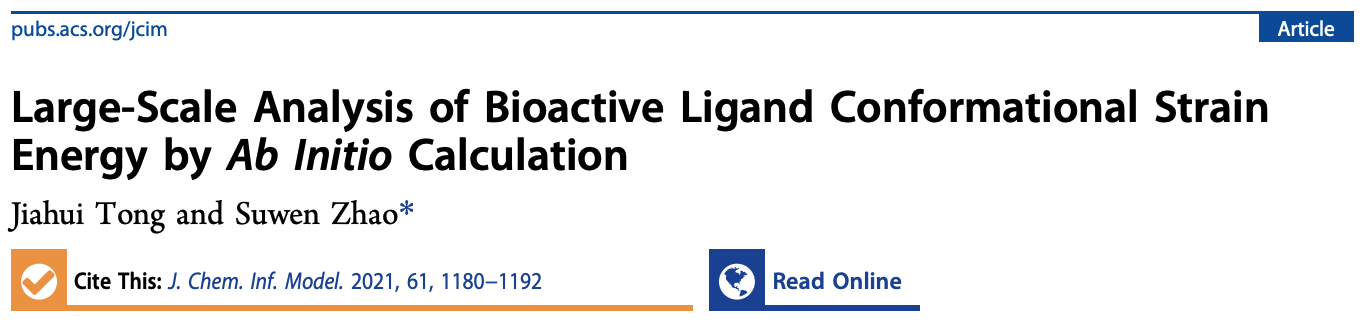 pubs.acs.org/jcim
Article
Large-Scale Analysis of Bioactive Ligand Conformational Strain
Energy by Ab Initio Calculation
Jiahui Tong and Suwen Zhao*
Cite This: J. Chem. Inf. Model. 2021, 61, 1180−1192
Read Online